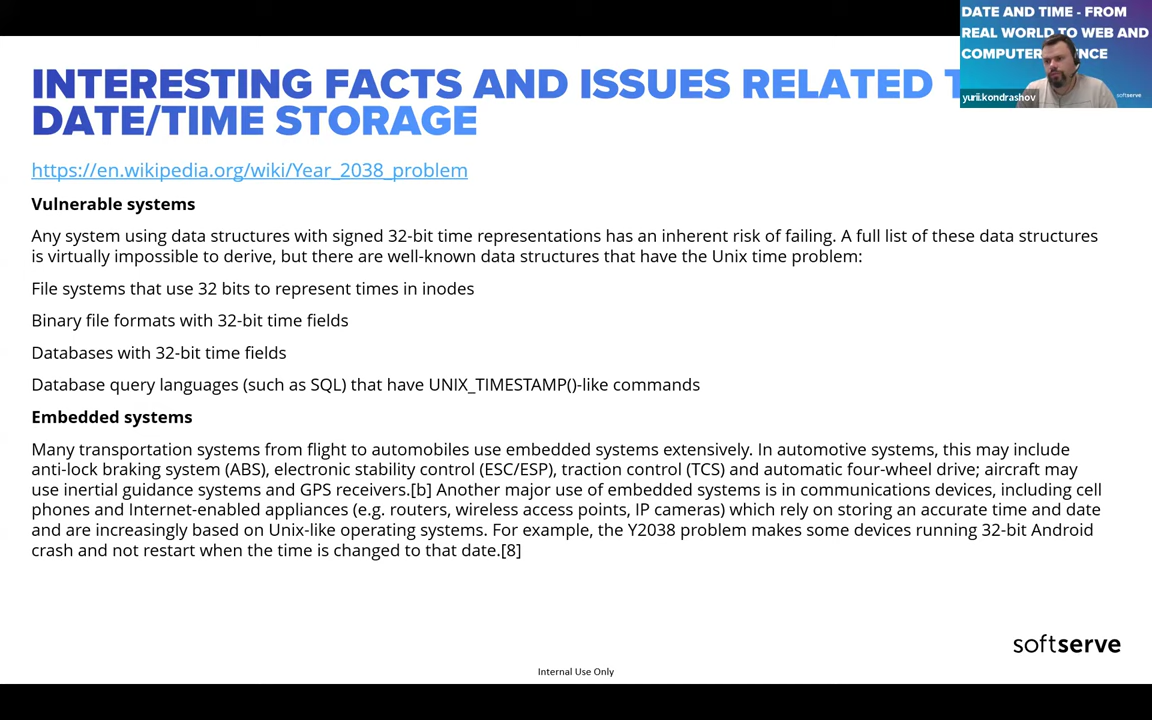 INTERESTING FACTS AND ISSUES RELATED
DATE/TIME STORAGE
https://en.wikipedia.org/wiki/Year_2038_problem
Vulnerable systems
Any system using data structures with signed 32-bit time representations has an inherent risk of failing. A full list of these data structures
is virtually impossible to derive, but there are well-known data structures that have the Unix time problem:
File systems that use 32 bits to represent times in inodes
Binary file formats with 32-bit time fields
Databases with 32-bit time fields
Database query languages (such as SQL) that have UNIX_TIMESTAMP()-like commands
Embedded systems
Many transportation systems from flight to automobiles use embedded systems extensively. In automotive systems, this may include
anti-lock braking system (ABS), electronic stability control (ESC/ESP), traction control (TCS) and automatic four-wheel drive; aircraft may
use inertial guidance systems and GPS receivers.[b] Another major use of embedded systems is in communications devices, including cell
phones and Internet-enabled appliances (e.g. routers, wireless access points, IP cameras) which rely on storing an accurate time and date
and are increasingly based on Unix-like operating systems. For example, the Y2038 problem makes some devices running 32-bit Android
crash and not restart when the time is changed to that date.[8]
softserve
Internal Use Only
DATE AND TIME - FROM
REAL WORLD TO WEB AND
COMPUTER
yurii.kondrashov
softserve